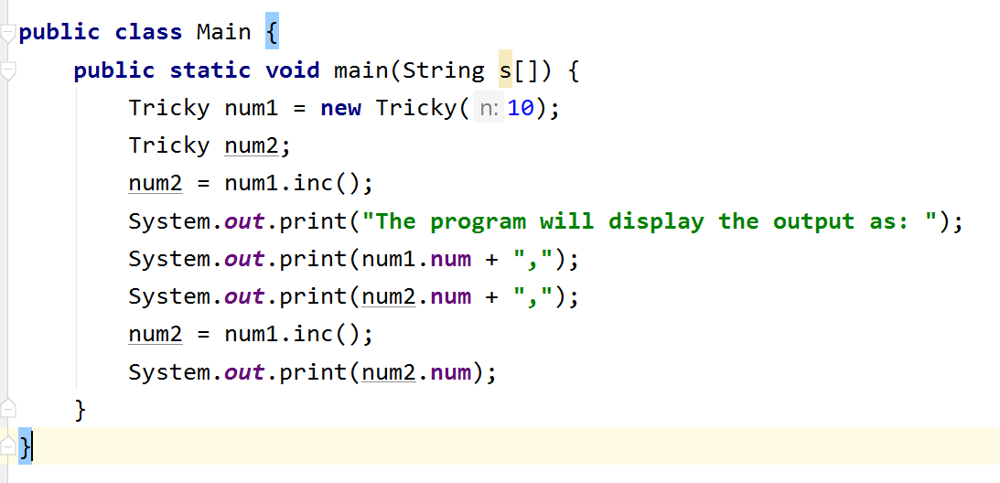 public class Main {
public static void main(String s[]) {
Tricky num1 = new Tricky( n: 10);
Tricky num2;
num2 = num1.inc();
System.out.print("The program will display the output as: ");
System.out.print(num1.num + ",");
System.out.print(num2.num + ",");
num2 = num1.inc();
System.out.print(num2.num);
}
}